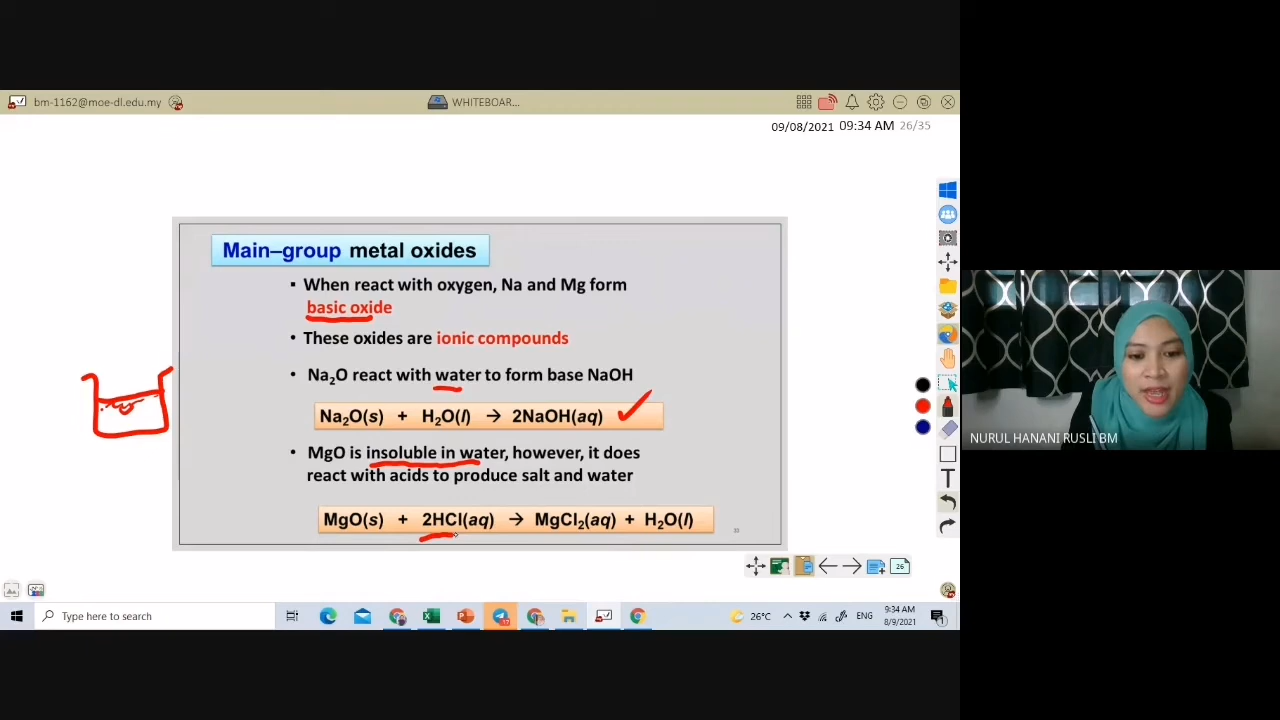 bm-1162@moe-dl.edu.my
WHITEBOAR...
09/08/2021 09:34 AM 26/35
Main–group metal oxides
▪ When react with oxygen, Na and Mg form
basic oxide
• These oxides are ionic compounds
• Na₂O react with water to form base NaOH
Na₂O(s) + H₂O(l) → 2NaOH(aq)
• MgO is insoluble in water, however, it does
react with acids to produce salt and water
MgO(s) + 2HCl(aq) → MgCl₂(aq) + H₂O(l)
NURUL HANANI RUSLI BM
T
26
Type here to search
26°C
ENG
9:34 AM
8/9/2021